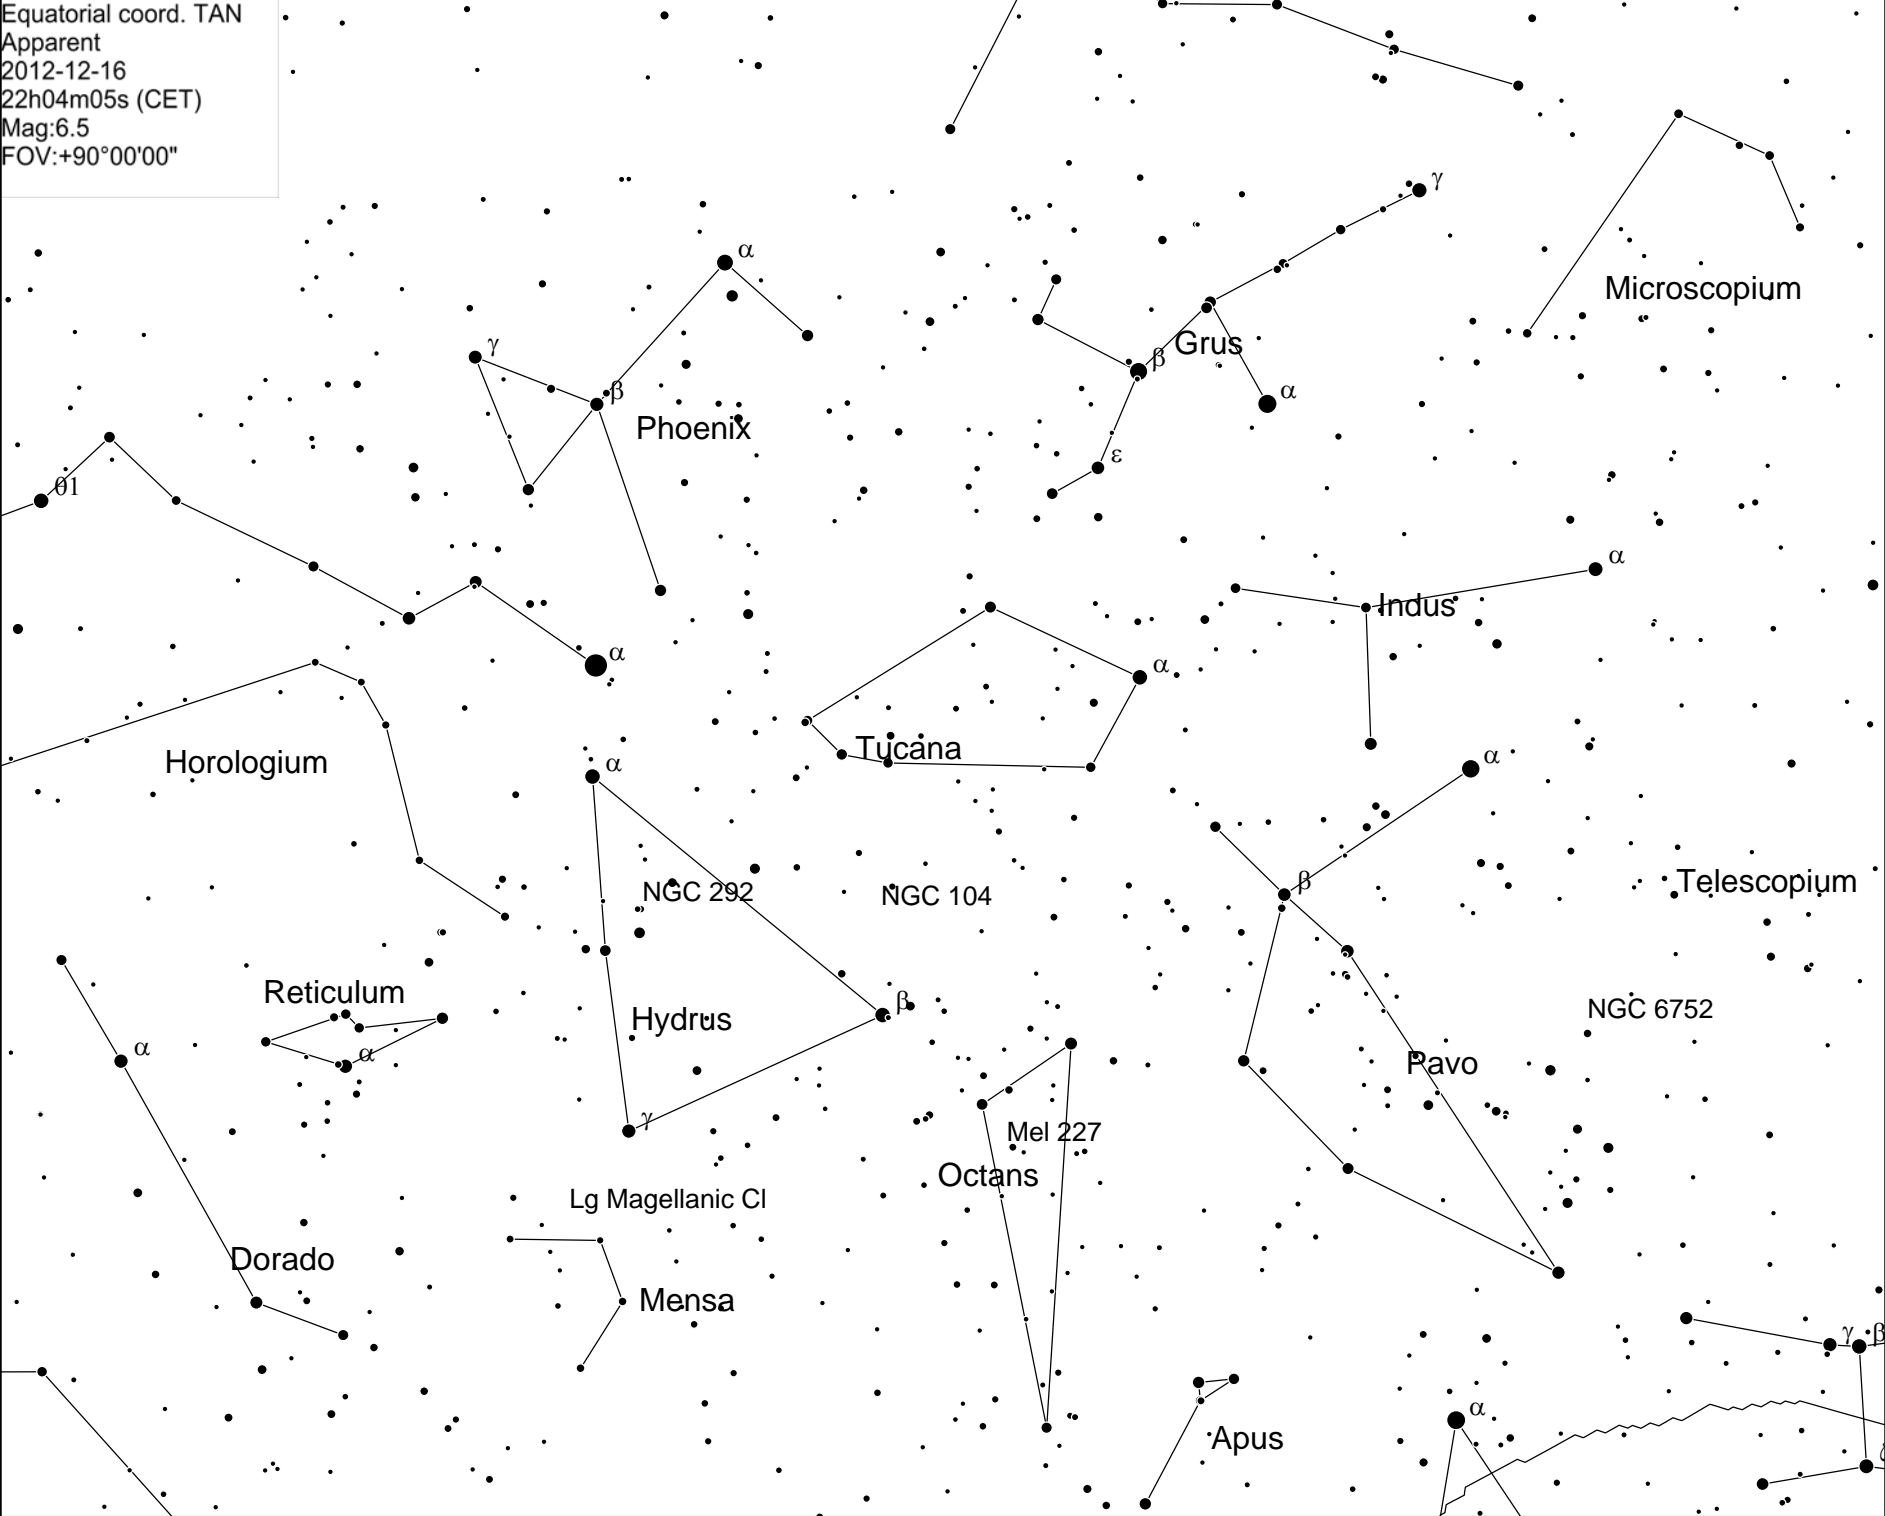 Equatorial coord. TAN
Apparent
2012-12-16
22h04m05s (CET)
Mag:6.5
FOV:+90°00'00"
γ
α
Microscopium
γ
Grus
β
β
α
Phoenix
ε
θ1
α
Indus
α
α
Tucana
Horologium
α
α
β
Telescopium
NGC 292
NGC 104
Reticulum
β
NGC 6752
Hydrus
α
α
Pavo
γ
Mel 227
Octans
Lg Magellanic Cl
Dorado
Mensa
γ
β
α
Apus